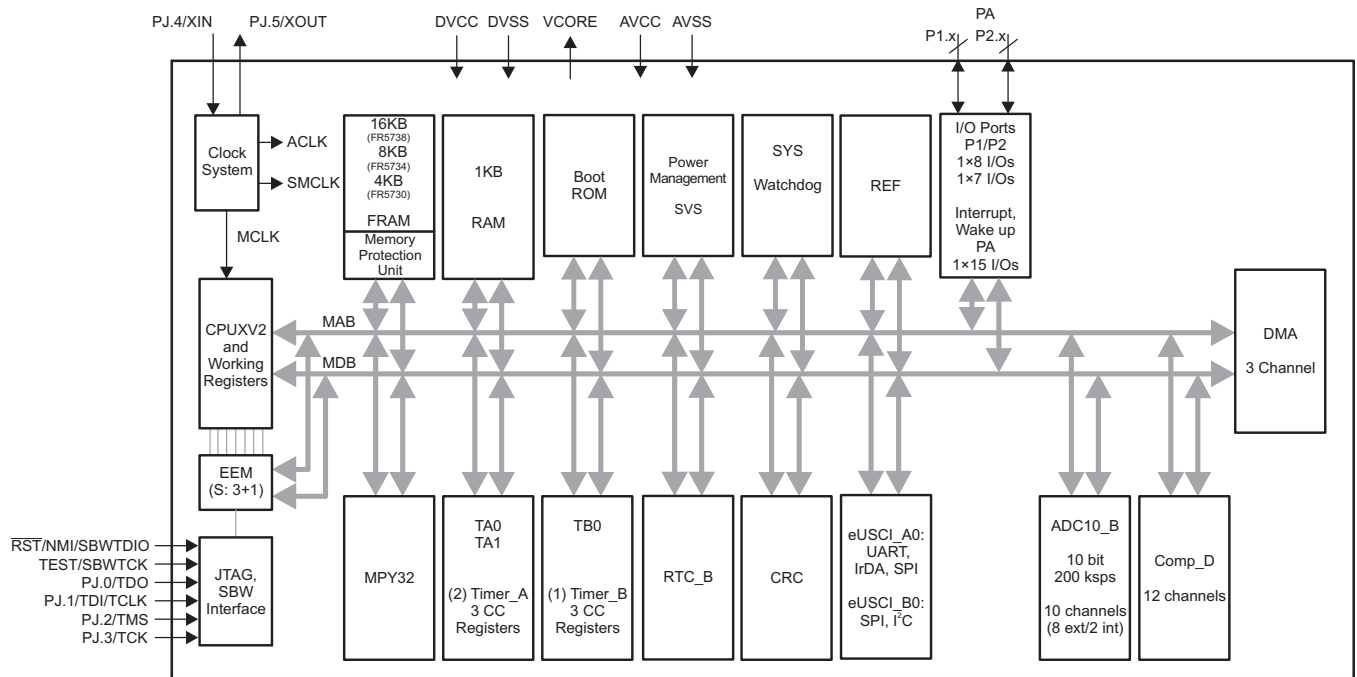 PJ.4/XIN
PJ.5/XOUT
DVCC
DVSS
VCORE
AVCC
AVSS
PA
P1.x
P2.x
Clock
System
ACLK
SMCLK
MCLK
16KB
(FR5738)
8KB
(FR5734)
4KB
(FR5730)
FRAM
Memory
Protection
Unit
1KB
RAM
Boot
ROM
Power
Management
SVS
SYS
Watchdog
REF
I/O Ports
P1/P2
1×8 I/Os
1×7 I/Os
Interrupt,
Wake up
PA
1×15 I/Os
CPUXV2
and
Working
Registers
MAB
MDB
DMA
3 Channel
EEM
(S: 3+1)
RST/NMI/SBWTDIO
TEST/SBWTCK
PJ.0/TDO
PJ.1/TDI/TCLK
PJ.2/TMS
PJ.3/TCK
JTAG,
SBW
Interface
MPY32
TA0
TA1
(2) Timer_A
3 CC
Registers
TB0
(1) Timer_B
3 CC
Registers
RTC_B
CRC
eUSCI_A0:
UART,
IrDA, SPI
eUSCI_B0:
SPI, I²C
ADC10_B
10 bit
200 ksps
10 channels
(8 ext/2 int)
Comp_D
12 channels